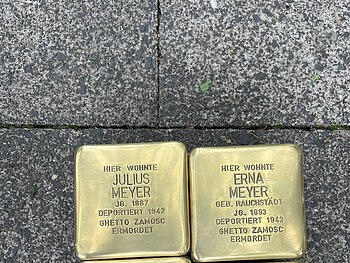 HIER WOHNTE
JULIUS
MEYER
JG. 1887
DEPORTIERT 1942
GHETTO ZAMOSC
ERMORDET
HIER WOHNTE
ERNA
MEYER
GEB. RAUCHSTÄDT
JG. 1893
DEPORTIERT 1942
GHETTO ZAMOSC
ERMORDET